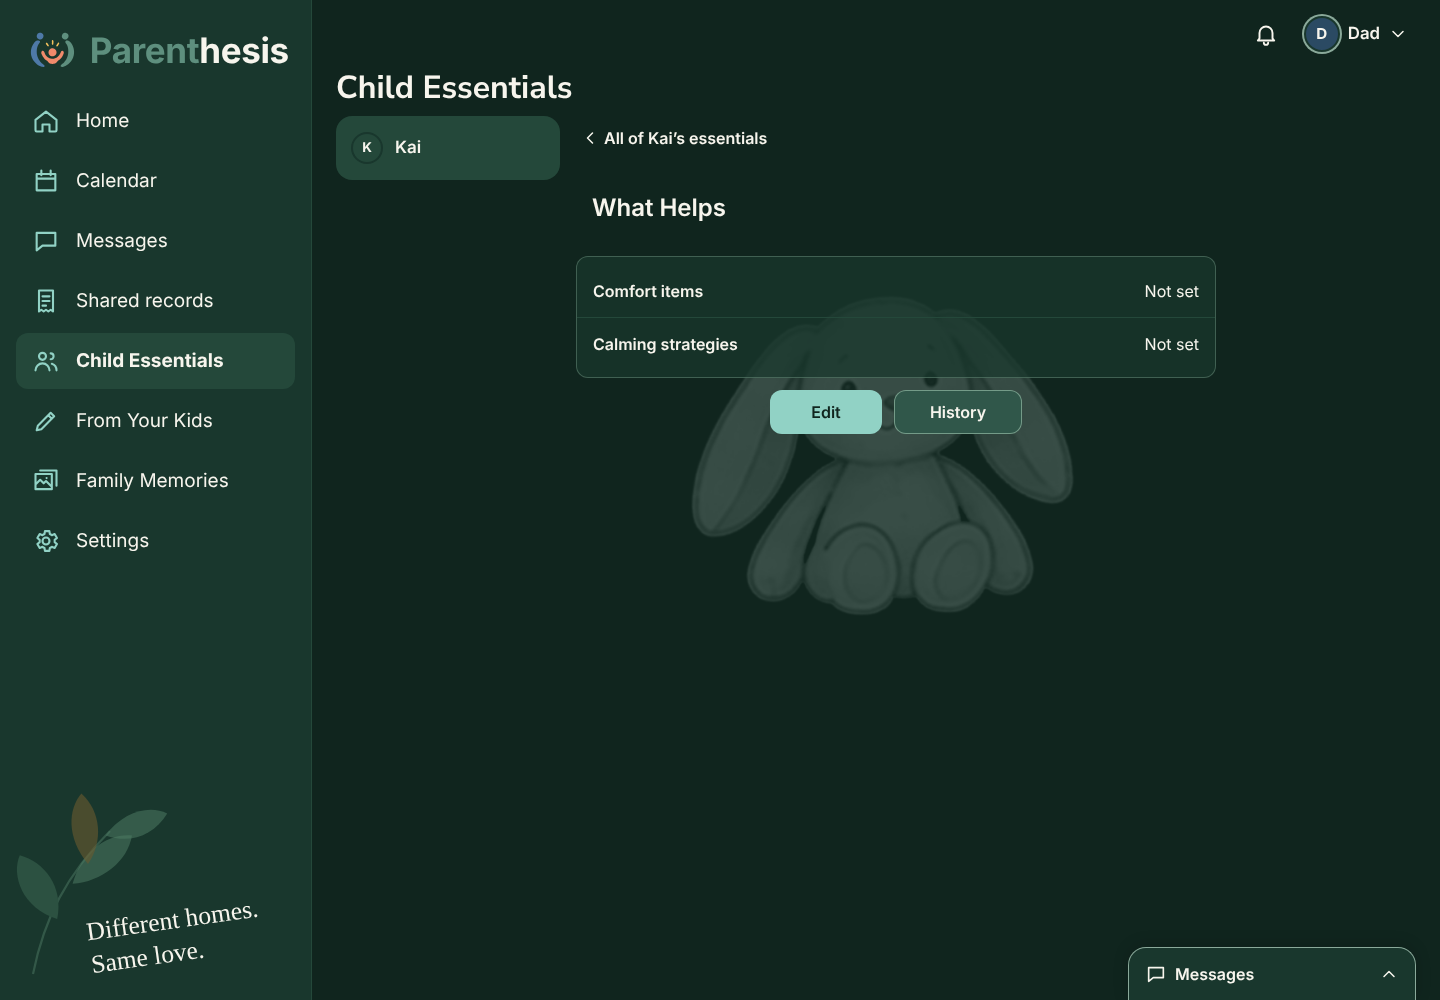 Parenthesis
Home
Calendar
Messages
Shared records
Child Essentials
From Your Kids
Family Memories
Settings
Different homes.
Same love.
D Dad
Child Essentials
K Kai
All of Kai’s essentials
What Helps
Comfort items Not set
Calming strategies Not set
Edit History
Messages